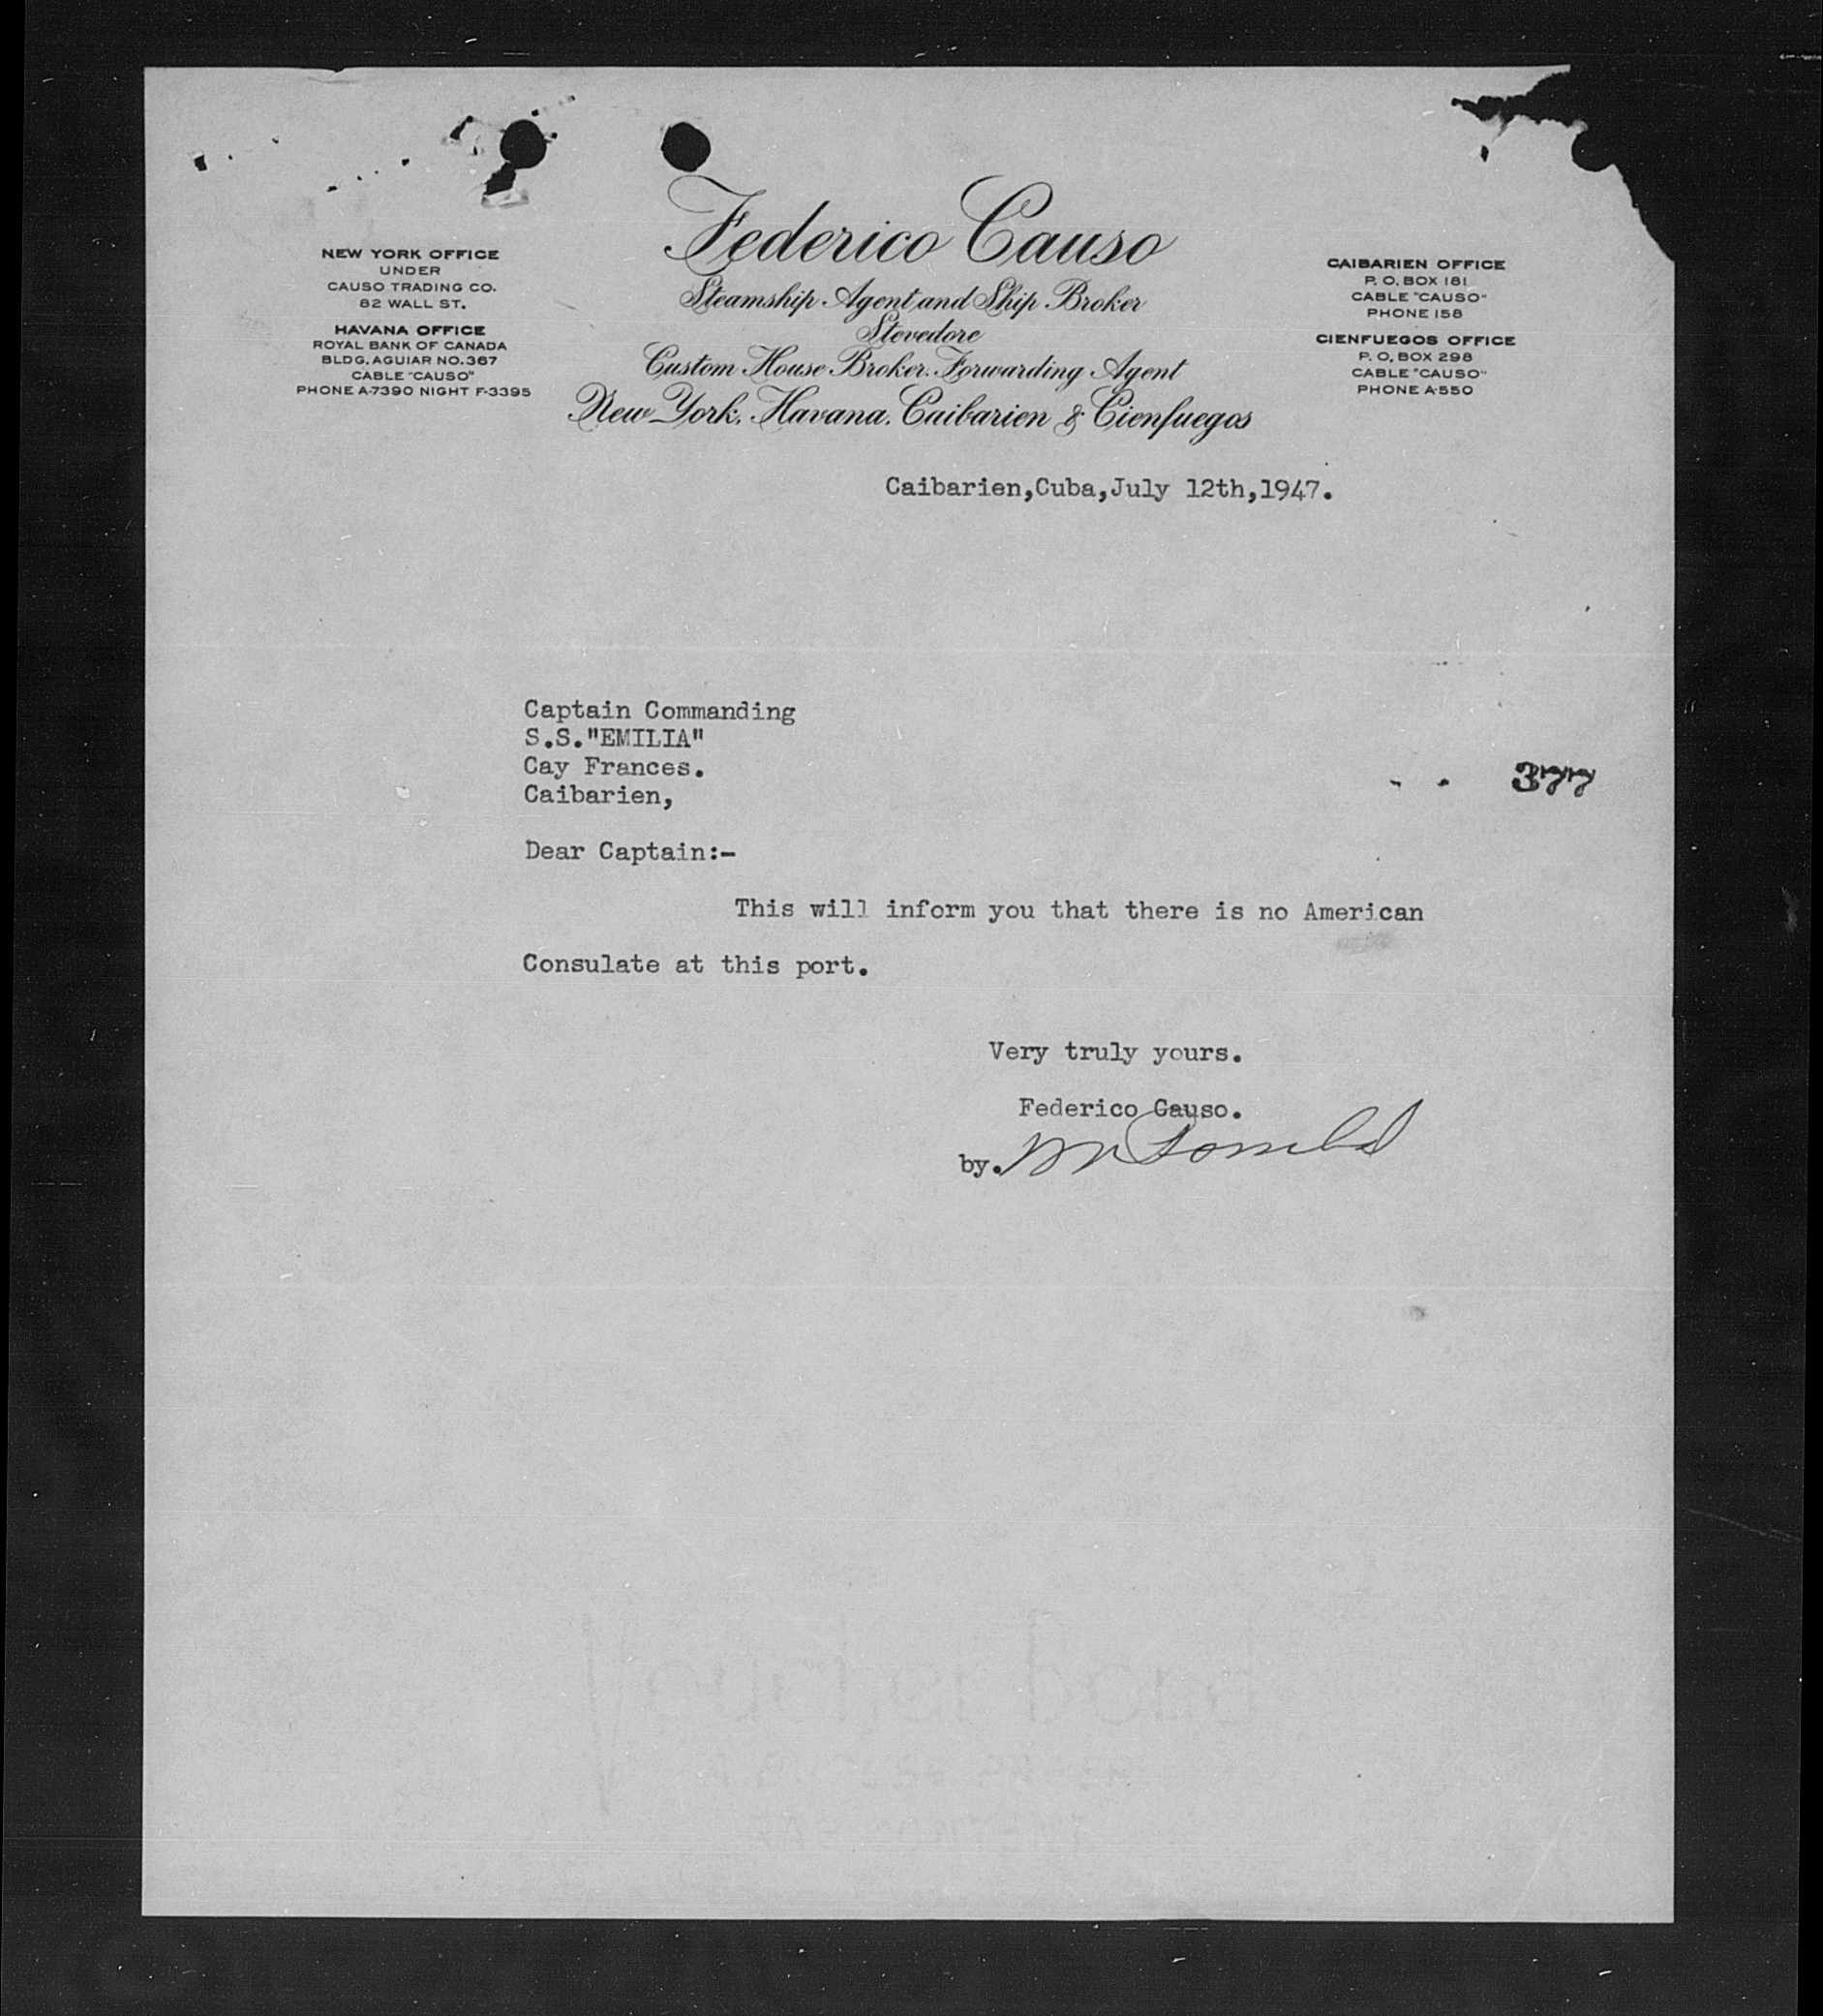 Federico Causo
Steamship Agent and Ship Broker
Stevedore
Custom House Broker. Forwarding Agent
New York, Havana, Caibarien & Cienfuegos
NEW YORK OFFICE
UNDER
CAUSO TRADING CO.
82 WALL ST.
HAVANA OFFICE
ROYAL BANK OF CANADA
BLDG. AGUIAR NO. 367
CABLE "CAUSO"
PHONE A-7390 NIGHT F-3395
CAIBARIEN OFFICE
P. O. BOX 181
CABLE "CAUSO"
PHONE 158
CIENFUEGOS OFFICE
P. O. BOX 298
CABLE "CAUSO"
PHONE A-550
Caibarien,Cuba,July 12th,1947.
Captain Commanding
S.S."EMILIA"
Cay Frances.
Caibarien,
377
Dear Captain:-
This will inform you that there is no American
Consulate at this port.
Very truly yours.
Federico Causo.
by.